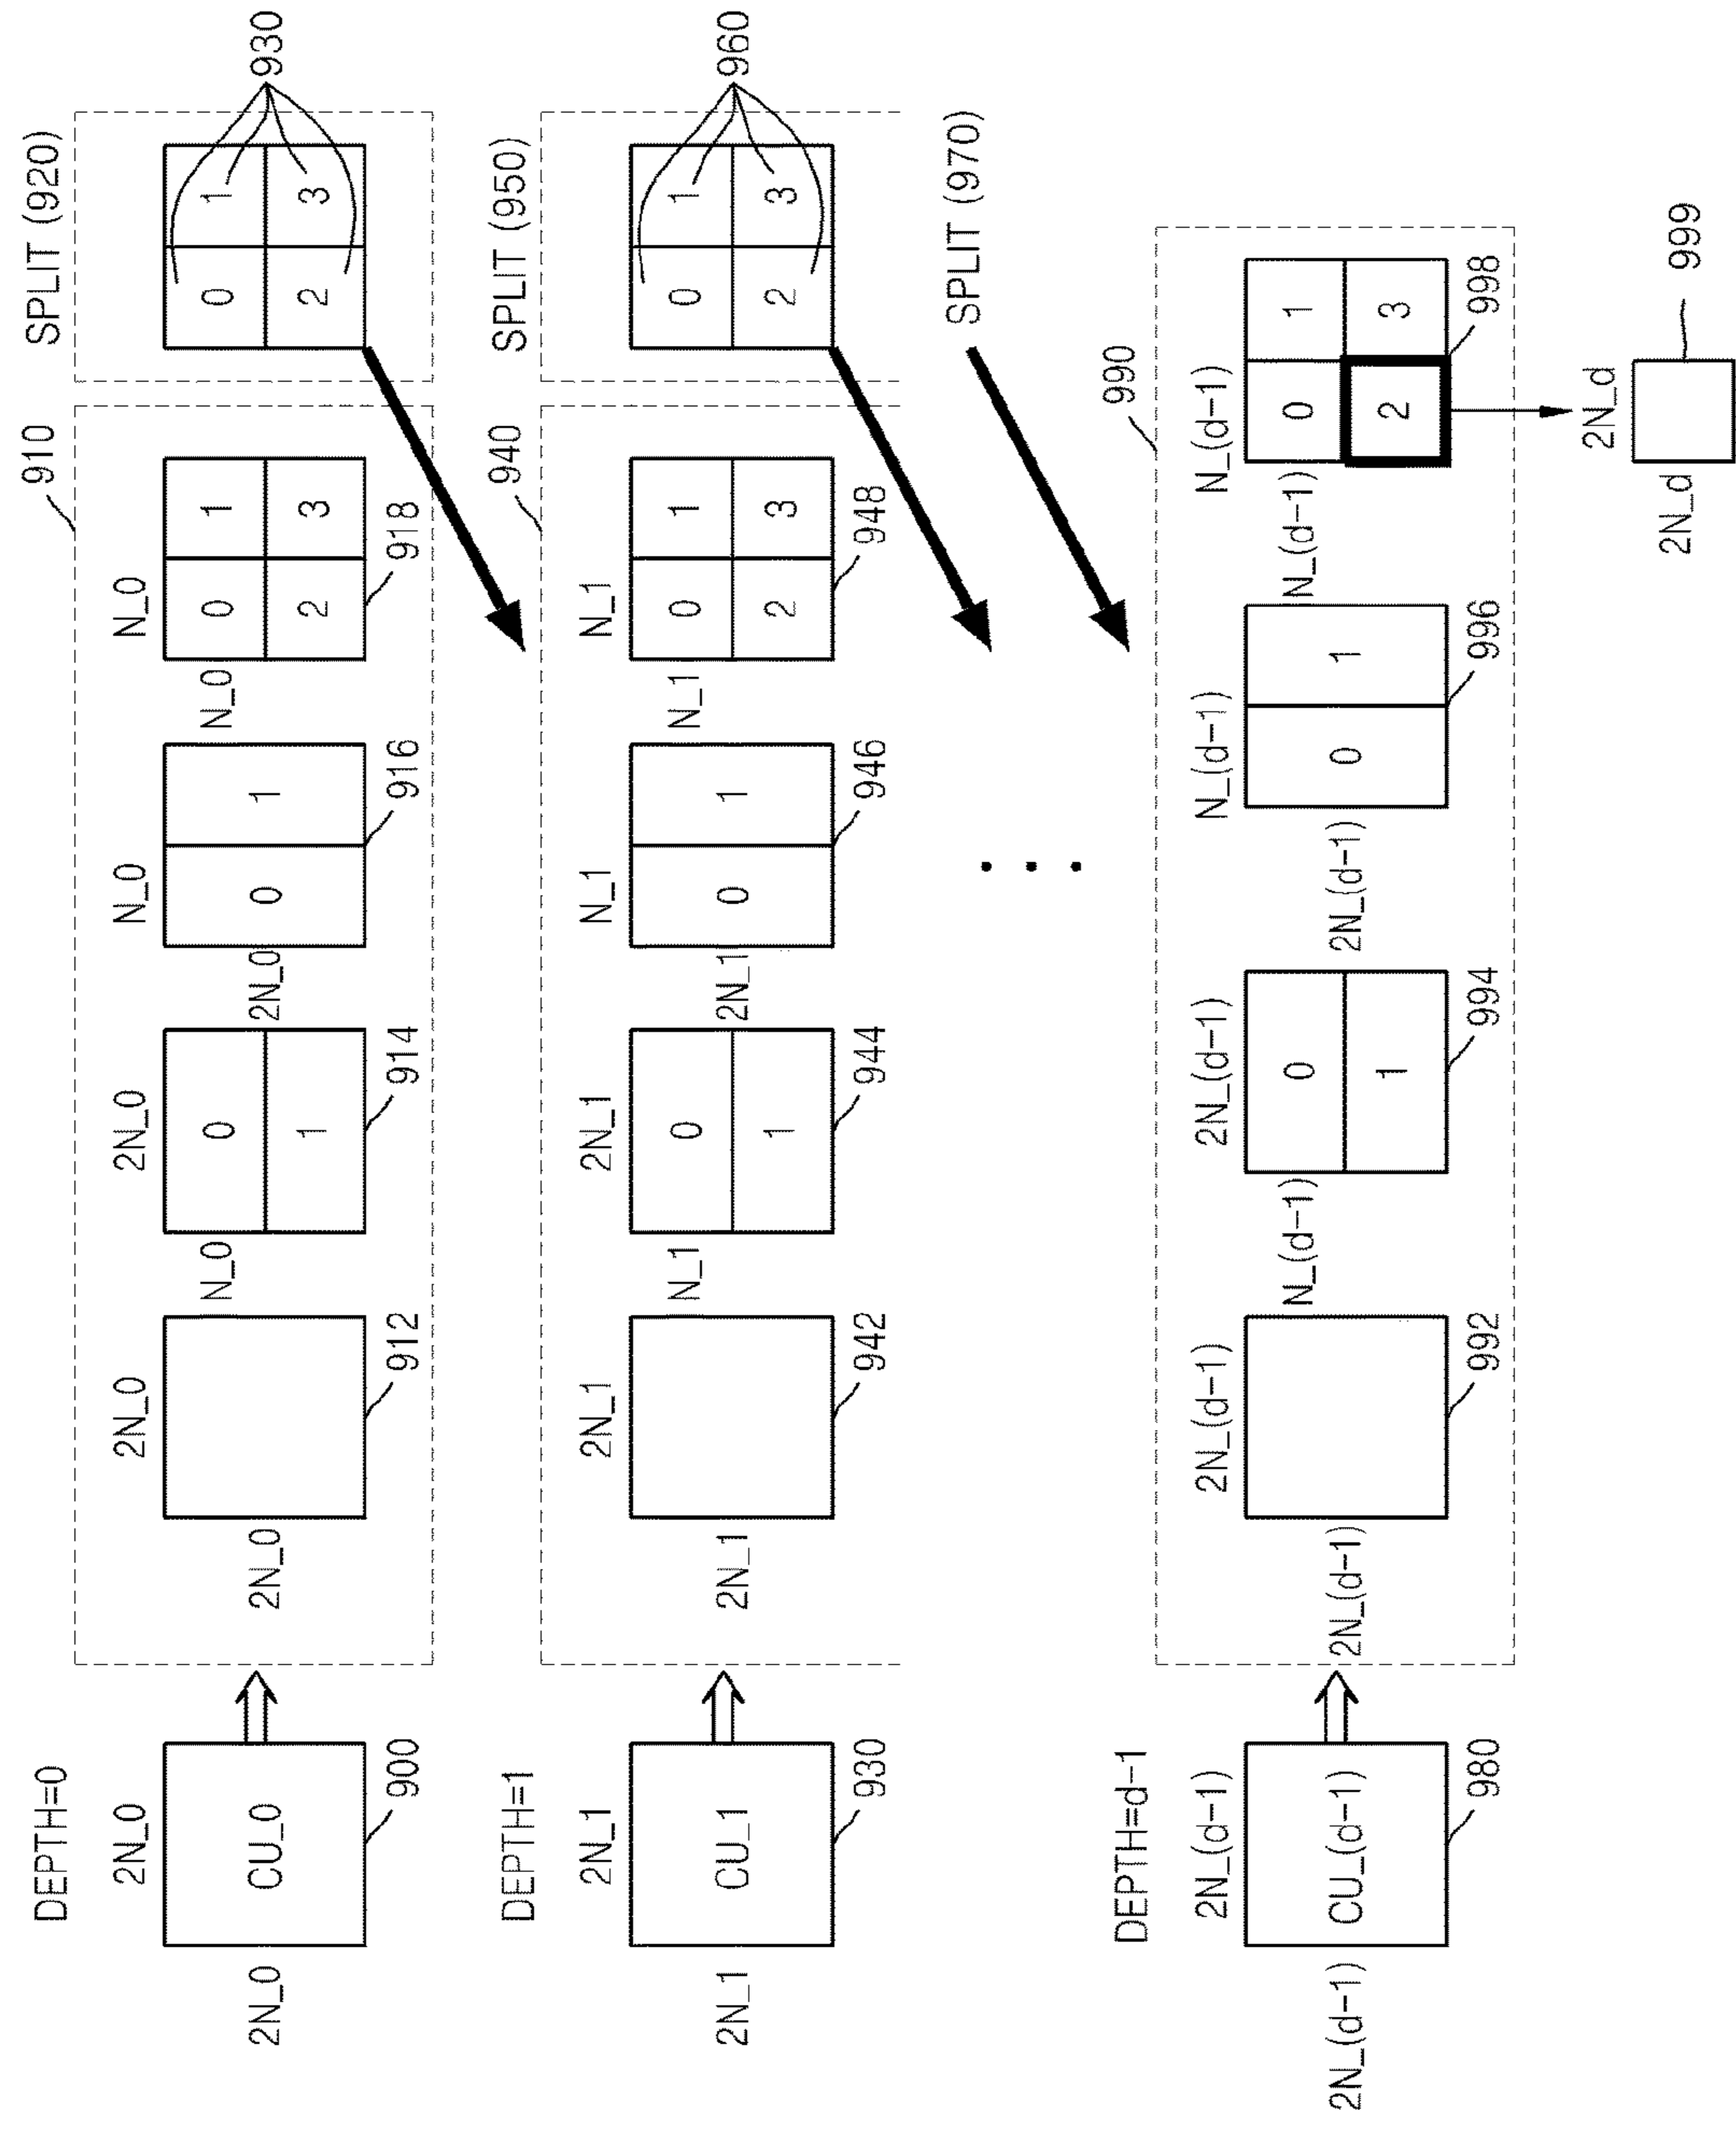 DEPTH=0 910 SPLIT (920)
2N_0 2N_0 2N_0 N_0 N_0
N_0 0 N_0 0 1 0 1
2N_0 CU_0 2N_0 2N_0 0 1 930
1 2 3 2 3
900 912 914 916 918
DEPTH=1 940 SPLIT (950)
2N_1 2N_1 2N_1 N_1 N_1
N_1 0 N_1 0 1 0 1
2N_1 CU_1 2N_1 2N_1 0 1 960
1 2 3 2 3
930 942 944 946 948
SPLIT (970)
DEPTH=d-1 990
2N_(d-1) 2N_(d-1) 2N_(d-1) N_(d-1) N_(d-1)
N_(d-1) 0 N_(d-1) 0 1
2N_(d-1) CU_(d-1) 2N_(d-1) 2N_(d-1) 0 1
1 2 3
980 992 994 996 998
2N_d
2N_d 999